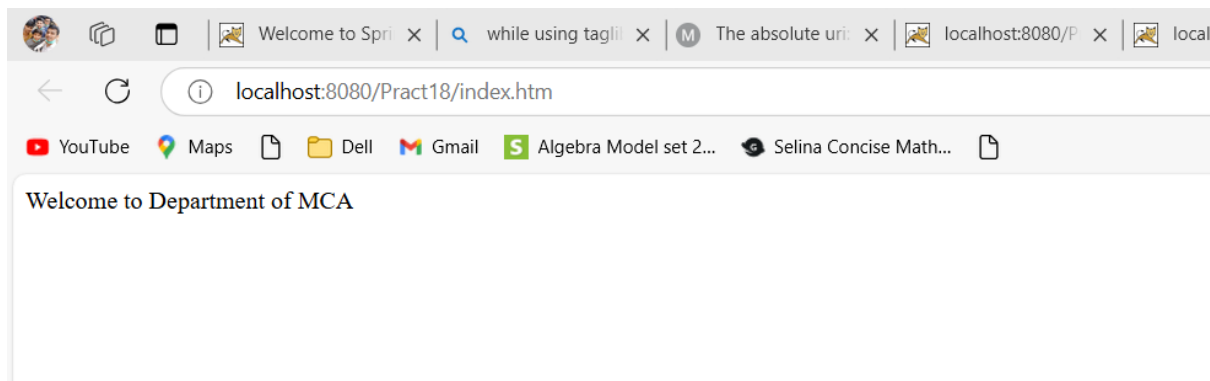 Welcome to Spri
while using taglil
M
The absolute uri:
localhost:8080/P
local
localhost:8080/Pract18/index.htm
YouTube
Maps
Dell
Gmail
S
Algebra Model set 2...
Selina Concise Math...
Welcome to Department of MCA